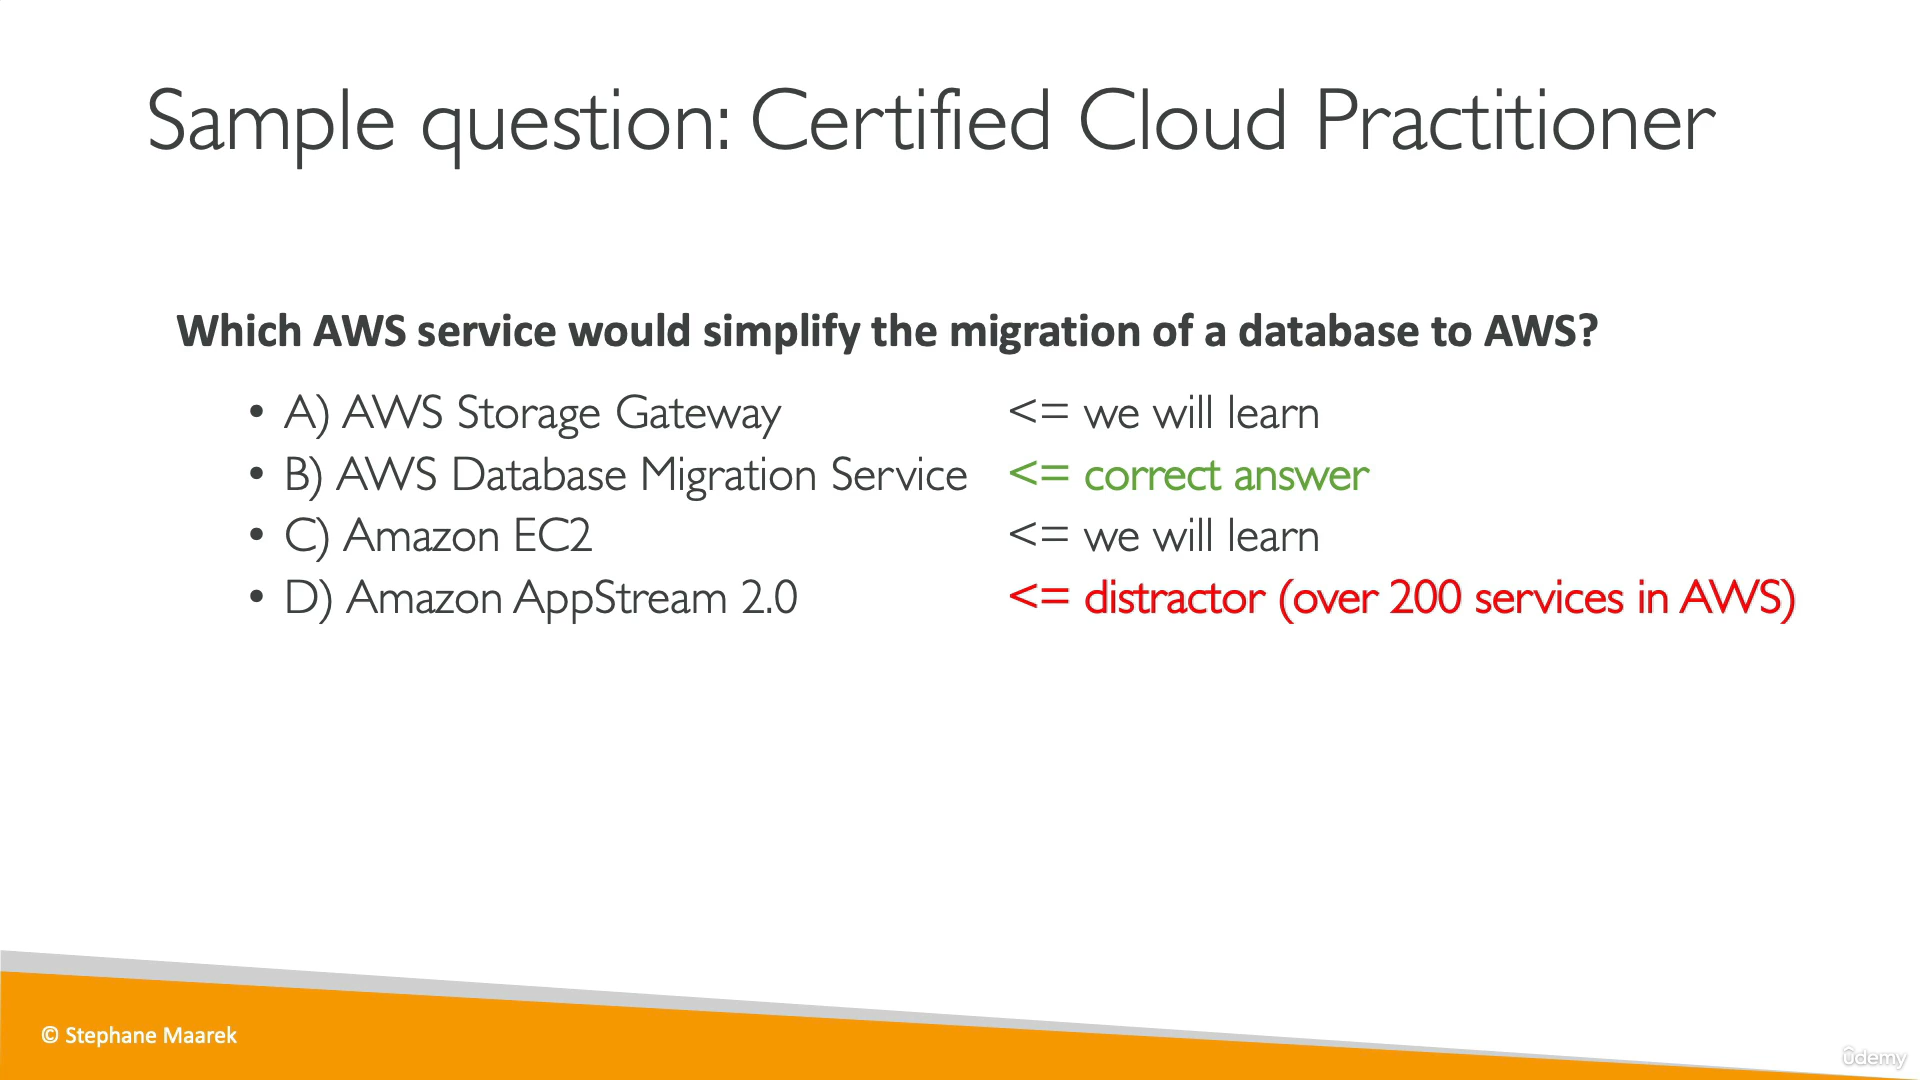 Sample question: Certified Cloud Practitioner
Which AWS service would simplify the migration of a database to AWS?
• A) AWS Storage Gateway <= we will learn
• B) AWS Database Migration Service <= correct answer
• C) Amazon EC2 <= we will learn
• D) Amazon AppStream 2.0 <= distractor (over 200 services in AWS)
© Stephane Maarek
ûdemy